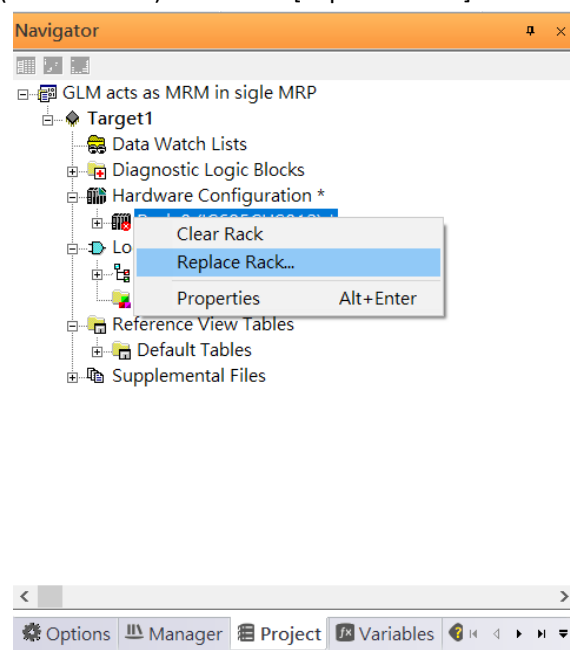 Navigator
GLM acts as MRM in sigle MRP
Target1
Data Watch Lists
Diagnostic Logic Blocks
Hardware Configuration *
Clear Rack
Lo
Replace Rack...
Properties Alt+Enter
Reference View Tables
Default Tables
Supplemental Files
Options Manager Project Variables